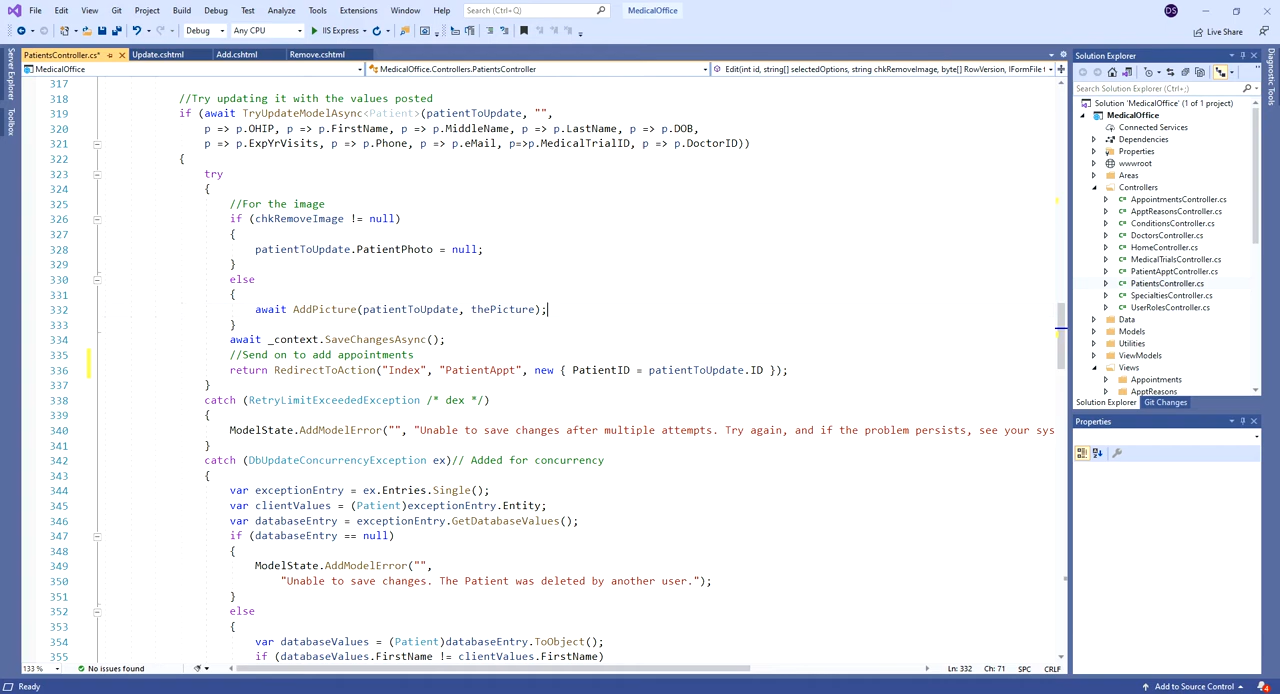 File Edit View Git Project Build Debug Test Analyze Tools Extensions Window Help Search (Ctrl+Q) MedicalOffice DS
Debug Any CPU IIS Express Live Share
PatientsController.cs* Update.cshtml Add.cshtml Remove.cshtml
MedicalOffice MedicalOffice.Controllers.PatientsController Edit(int id, string[] selectedOptions, string chkRemoveImage, byte[] RowVersion, IFormFile
317
318 //Try updating it with the values posted
319 if (await TryUpdateModelAsync<Patient>(patientToUpdate, "",
320 p => p.OHIP, p => p.FirstName, p => p.MiddleName, p => p.LastName, p => p.DOB,
321 p => p.ExpYrVisits, p => p.Phone, p => p.eMail, p=>p.MedicalTrialID, p => p.DoctorID))
322 {
323 try
324 {
325 //For the image
326 if (chkRemoveImage != null)
327 {
328 patientToUpdate.PatientPhoto = null;
329 }
330 else
331 {
332 await AddPicture(patientToUpdate, thePicture);
333 }
334 await _context.SaveChangesAsync();
335 //Send on to add appointments
336 return RedirectToAction("Index", "PatientAppt", new { PatientID = patientToUpdate.ID });
337 }
338 catch (RetryLimitExceededException /* dex */)
339 {
340 ModelState.AddModelError("", "Unable to save changes after multiple attempts. Try again, and if the problem persists, see your sys
341 }
342 catch (DbUpdateConcurrencyException ex)// Added for concurrency
343 {
344 var exceptionEntry = ex.Entries.Single();
345 var clientValues = (Patient)exceptionEntry.Entity;
346 var databaseEntry = exceptionEntry.GetDatabaseValues();
347 if (databaseEntry == null)
348 {
349 ModelState.AddModelError("",
350 "Unable to save changes. The Patient was deleted by another user.");
351 }
352 else
353 {
354 var databaseValues = (Patient)databaseEntry.ToObject();
355 if (databaseValues.FirstName != clientValues.FirstName)
133 % No issues found Ln: 332 Ch: 71 SPC CRLF
Ready Add to Source Control 4
Server Explorer
Toolbox
Solution Explorer
Search Solution Explorer (Ctrl+;)
Solution 'MedicalOffice' (1 of 1 project)
MedicalOffice
Connected Services
Dependencies
Properties
wwwroot
Areas
Controllers
AppointmentsController.cs
ApptReasonsController.cs
ConditionsController.cs
DoctorsController.cs
HomeController.cs
MedicalTrialsController.cs
PatientApptController.cs
PatientsController.cs
SpecialtiesController.cs
UserRolesController.cs
Data
Models
Utilities
ViewModels
Views
Appointments
ApptReasons
Solution Explorer Git Changes
Properties
Diagnostic Tools